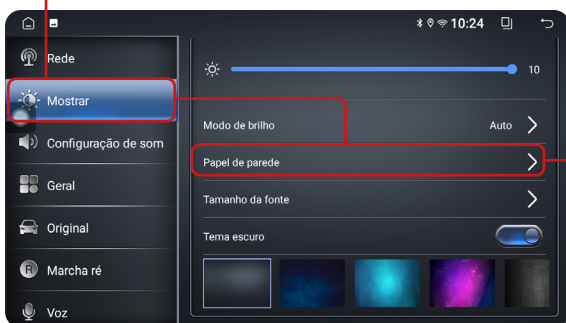 10:24
Rede
10
Mostrar
Modo de brilho
Auto
Configuração de som
Papel de parede
Geral
Tamanho da fonte
Original
Tema escuro
R
Marcha ré
Voz